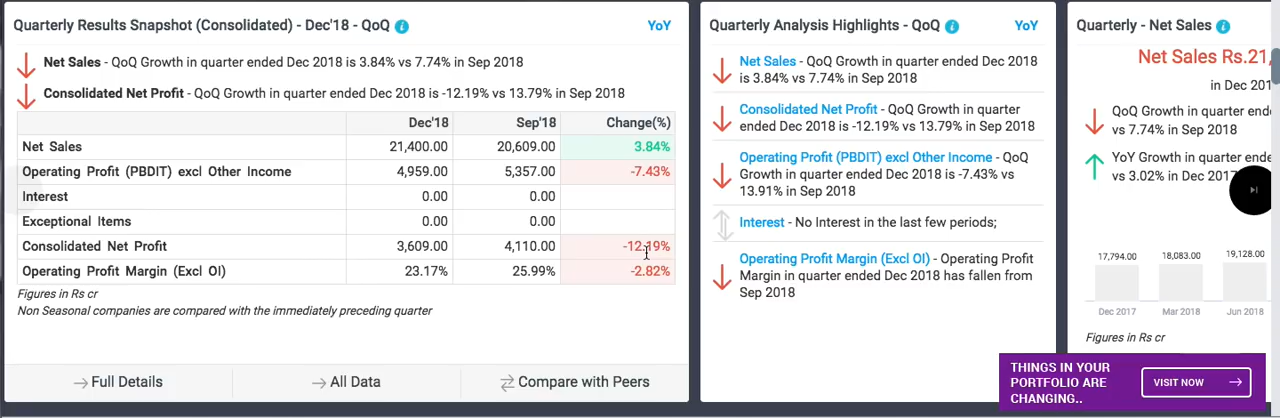 Quarterly Results Snapshot (Consolidated) - Dec'18 - QoQ
YoY
Net Sales - QoQ Growth in quarter ended Dec 2018 is 3.84% vs 7.74% in Sep 2018
Consolidated Net Profit - QoQ Growth in quarter ended Dec 2018 is -12.19% vs 13.79% in Sep 2018
Dec'18 Sep'18 Change(%)
Net Sales 21,400.00 20,609.00 3.84%
Operating Profit (PBDIT) excl Other Income 4,959.00 5,357.00 -7.43%
Interest 0.00 0.00
Exceptional Items 0.00 0.00
Consolidated Net Profit 3,609.00 4,110.00 -12.19%
Operating Profit Margin (Excl OI) 23.17% 25.99% -2.82%
Figures in Rs cr
Non Seasonal companies are compared with the immediately preceding quarter
Full Details
All Data
Compare with Peers
Quarterly Analysis Highlights - QoQ
YoY
Net Sales - QoQ Growth in quarter ended Dec 2018
is 3.84% vs 7.74% in Sep 2018
Consolidated Net Profit - QoQ Growth in quarter
ended Dec 2018 is -12.19% vs 13.79% in Sep 2018
Operating Profit (PBDIT) excl Other Income - QoQ
Growth in quarter ended Dec 2018 is -7.43% vs
13.91% in Sep 2018
Interest - No Interest in the last few periods;
Operating Profit Margin (Excl OI) - Operating Profit
Margin in quarter ended Dec 2018 has fallen from
Sep 2018
Quarterly - Net Sales
Net Sales Rs.21,
in Dec 201
QoQ Growth in quarter ende
vs 7.74% in Sep 2018
YoY Growth in quarter ende
vs 3.02% in Dec 2017
17,794.00 18,083.00 19,128.00
Dec 2017 Mar 2018 Jun 2018
Figures in Rs cr
THINGS IN YOUR
PORTFOLIO ARE
CHANGING..
VISIT NOW